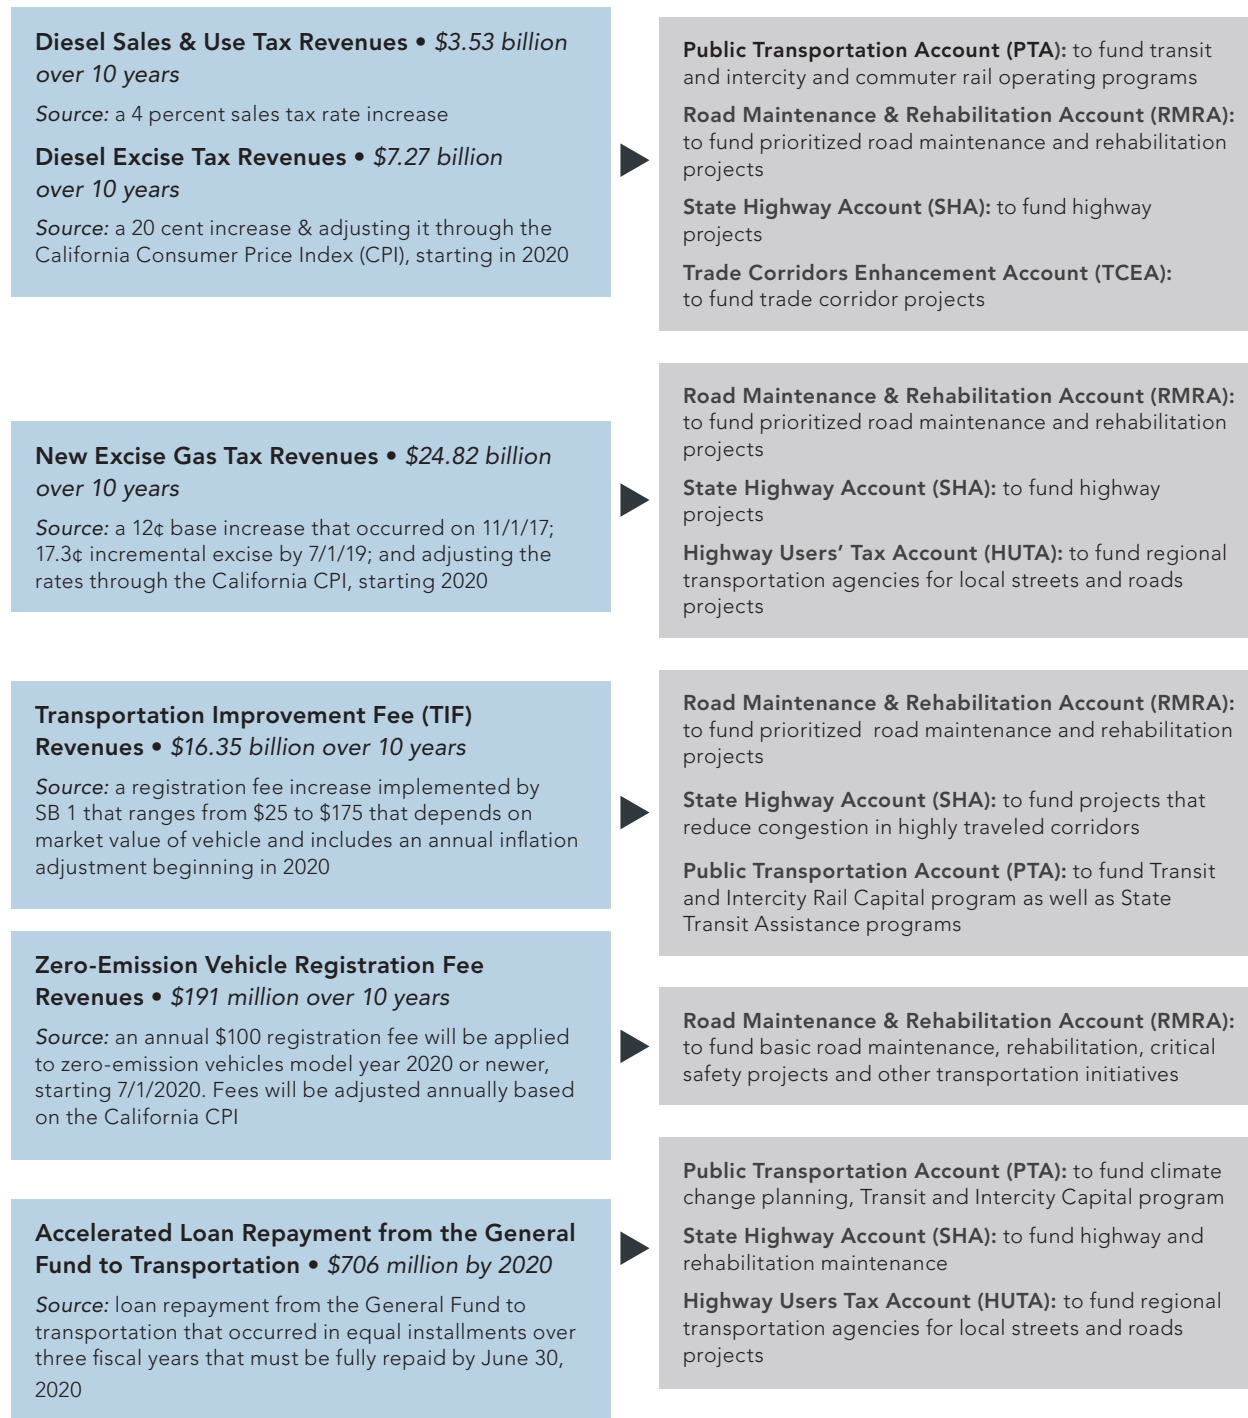 Diesel Sales & Use Tax Revenues • $3.53 billion
over 10 years
Source: a 4 percent sales tax rate increase
Diesel Excise Tax Revenues • $7.27 billion
over 10 years
Source: a 20 cent increase & adjusting it through the
California Consumer Price Index (CPI), starting in 2020
Public Transportation Account (PTA): to fund transit
and intercity and commuter rail operating programs
Road Maintenance & Rehabilitation Account (RMRA):
to fund prioritized road maintenance and rehabilitation
projects
State Highway Account (SHA): to fund highway
projects
Trade Corridors Enhancement Account (TCEA):
to fund trade corridor projects
New Excise Gas Tax Revenues • $24.82 billion
over 10 years
Source: a 12¢ base increase that occurred on 11/1/17;
17.3¢ incremental excise by 7/1/19; and adjusting the
rates through the California CPI, starting 2020
Road Maintenance & Rehabilitation Account (RMRA):
to fund prioritized road maintenance and rehabilitation
projects
State Highway Account (SHA): to fund highway
projects
Highway Users’ Tax Account (HUTA): to fund regional
transportation agencies for local streets and roads
projects
Transportation Improvement Fee (TIF)
Revenues • $16.35 billion over 10 years
Source: a registration fee increase implemented by
SB 1 that ranges from $25 to $175 that depends on
market value of vehicle and includes an annual inflation
adjustment beginning in 2020
Road Maintenance & Rehabilitation Account (RMRA):
to fund prioritized road maintenance and rehabilitation
projects
State Highway Account (SHA): to fund projects that
reduce congestion in highly traveled corridors
Public Transportation Account (PTA): to fund Transit
and Intercity Rail Capital program as well as State
Transit Assistance programs
Zero-Emission Vehicle Registration Fee
Revenues • $191 million over 10 years
Source: an annual $100 registration fee will be applied
to zero-emission vehicles model year 2020 or newer,
starting 7/1/2020. Fees will be adjusted annually based
on the California CPI
Road Maintenance & Rehabilitation Account (RMRA):
to fund basic road maintenance, rehabilitation, critical
safety projects and other transportation initiatives
Accelerated Loan Repayment from the General
Fund to Transportation • $706 million by 2020
Source: loan repayment from the General Fund to
transportation that occurred in equal installments over
three fiscal years that must be fully repaid by June 30,
2020
Public Transportation Account (PTA): to fund climate
change planning, Transit and Intercity Capital program
State Highway Account (SHA): to fund highway and
rehabilitation maintenance
Highway Users Tax Account (HUTA): to fund regional
transportation agencies for local streets and roads
projects